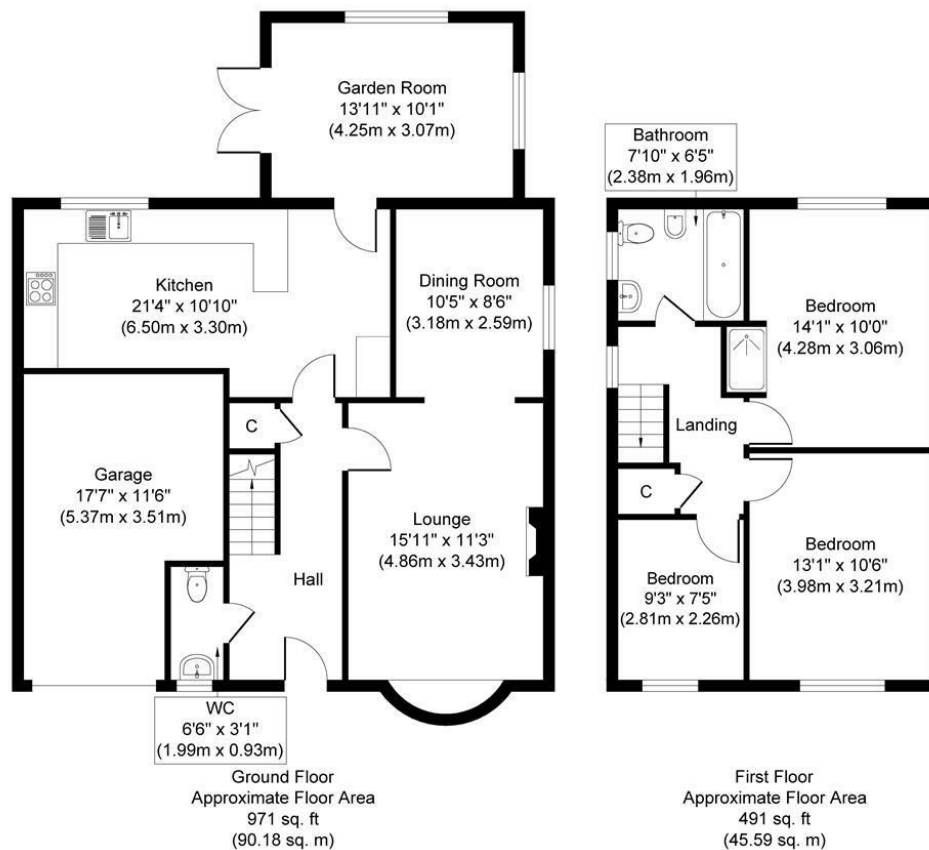 Garden Room
13'11" x 10'1"
(4.25m x 3.07m)
Kitchen
21'4" x 10'10"
(6.50m x 3.30m)
Dining Room
10'5" x 8'6"
(3.18m x 2.59m)
C
Garage
17'7" x 11'6"
(5.37m x 3.51m)
Lounge
15'11" x 11'3"
(4.86m x 3.43m)
Hall
WC
6'6" x 3'1"
(1.99m x 0.93m)
Ground Floor
Approximate Floor Area
971 sq. ft
(90.18 sq. m)
Bathroom
7'10" x 6'5"
(2.38m x 1.96m)
Bedroom
14'1" x 10'0"
(4.28m x 3.06m)
Landing
C
Bedroom
13'1" x 10'6"
(3.98m x 3.21m)
Bedroom
9'3" x 7'5"
(2.81m x 2.26m)
First Floor
Approximate Floor Area
491 sq. ft
(45.59 sq. m)